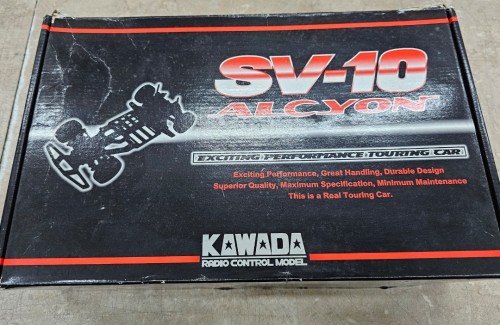 SV-10
ALCYON
EXCITING PERFORMANCE TOURING CAR
Exciting Performance, Great Handling, Durable Design
Superior Quality, Maximum Specification, Minimum Maintenance
This is a Real Touring Car.
KAWADA
RADIO CONTROL MODEL